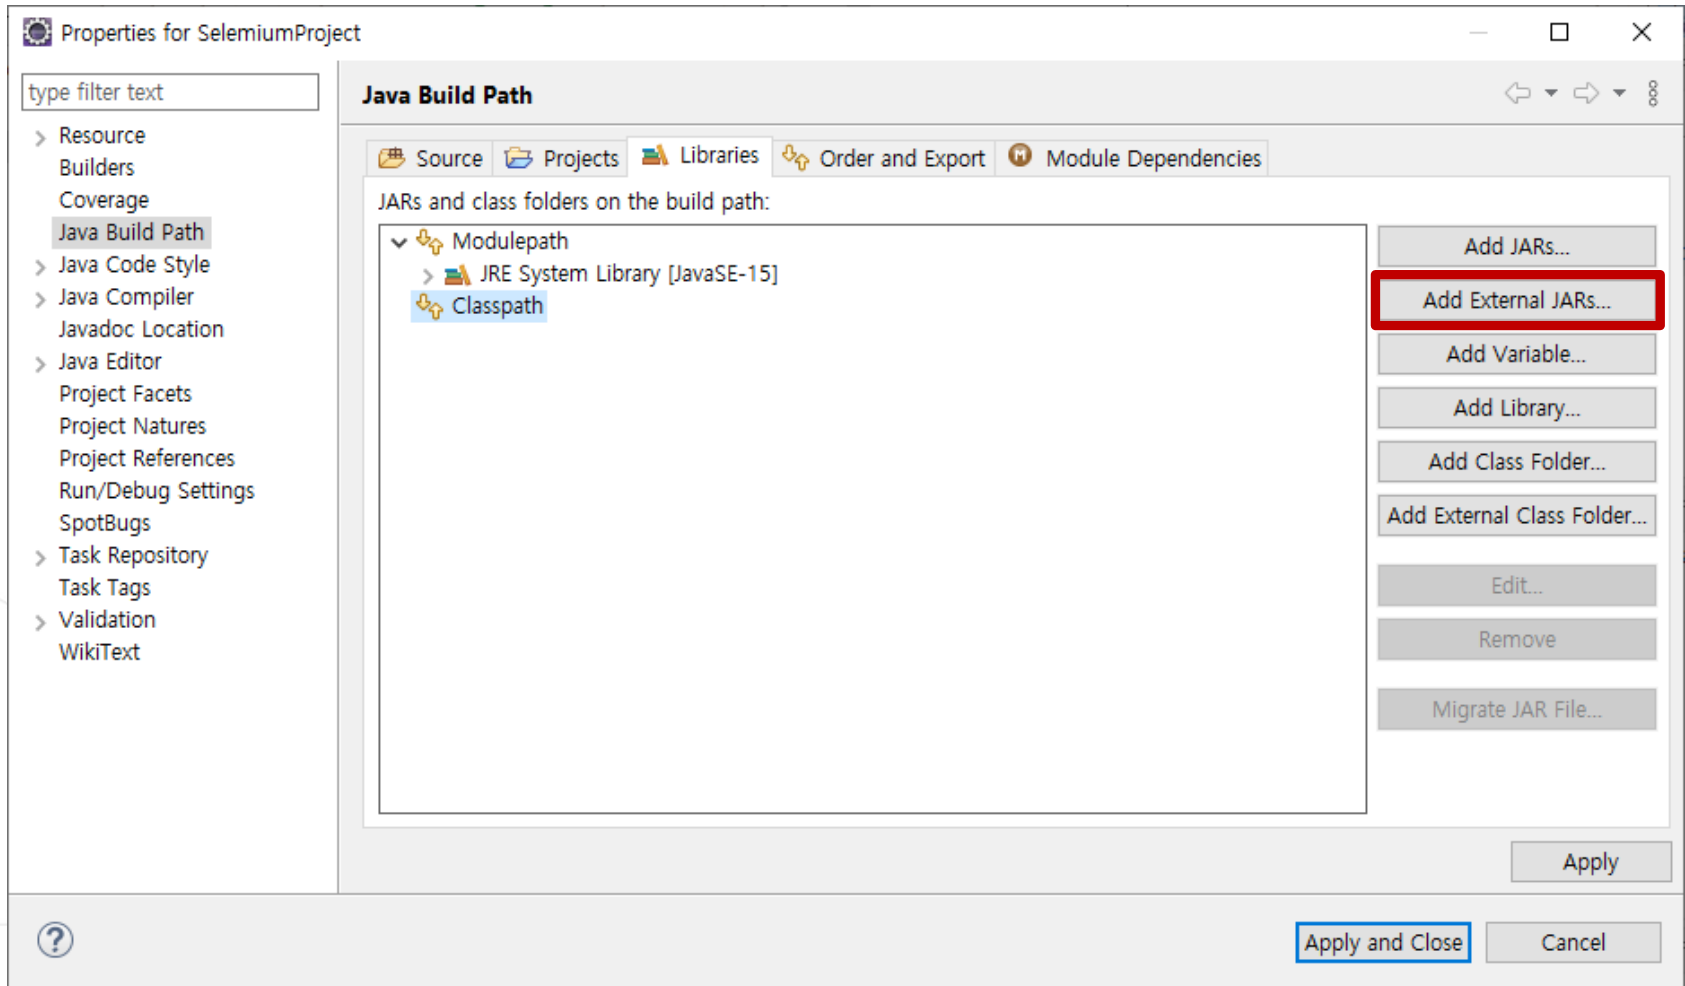 Properties for SelemiumProject
type filter text
Resource
Builders
Coverage
Java Build Path
Java Code Style
Java Compiler
Javadoc Location
Java Editor
Project Facets
Project Natures
Project References
Run/Debug Settings
SpotBugs
Task Repository
Task Tags
Validation
WikiText
Java Build Path
Source Projects Libraries Order and Export Module Dependencies
JARs and class folders on the build path:
Modulepath
JRE System Library [JavaSE-15]
Classpath
Add JARs...
Add External JARs...
Add Variable...
Add Library...
Add Class Folder...
Add External Class Folder...
Edit...
Remove
Migrate JAR File...
Apply
Apply and Close Cancel